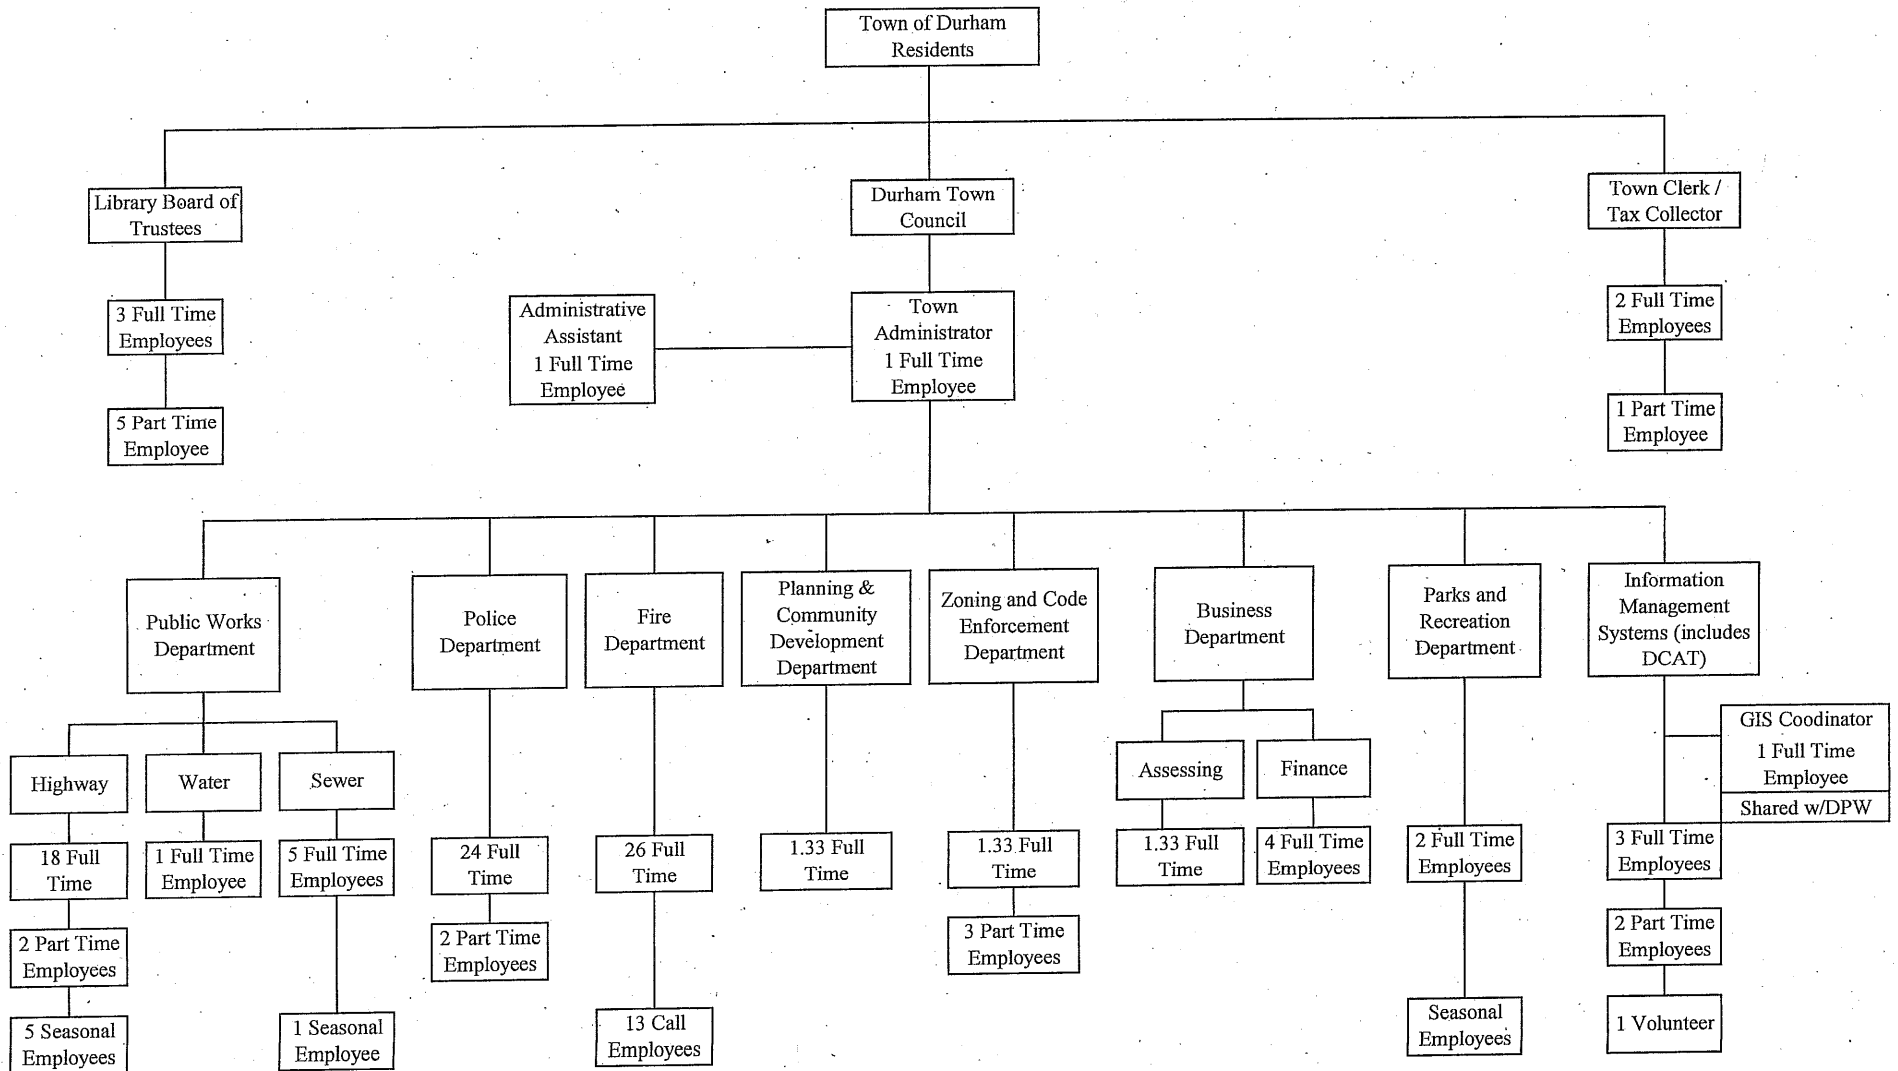 Town of Durham
Residents
Library Board of
Trustees
3 Full Time
Employees
5 Part Time
Employee
Durham Town
Council
Administrative
Assistant
1 Full Time
Employee
Town
Administrator
1 Full Time
Employee
Town Clerk /
Tax Collector
2 Full Time
Employees
1 Part Time
Employee
Public Works
Department
Highway
18 Full
Time
2 Part Time
Employees
5 Seasonal
Employees
Water
1 Full Time
Employee
Sewer
5 Full Time
Employees
1 Seasonal
Employee
Police
Department
24 Full
Time
2 Part Time
Employees
Fire
Department
26 Full
Time
13 Call
Employees
Planning &
Community
Development
Department
1.33 Full
Time
Zoning and Code
Enforcement
Department
1.33 Full
Time
3 Part Time
Employees
Business
Department
Assessing
1.33 Full
Time
Finance
4 Full Time
Employees
Parks and
Recreation
Department
2 Full Time
Employees
Seasonal
Employees
Information
Management
Systems (includes
DCAT)
GIS Coodinator
1 Full Time
Employee
Shared w/DPW
3 Full Time
Employees
2 Part Time
Employees
1 Volunteer